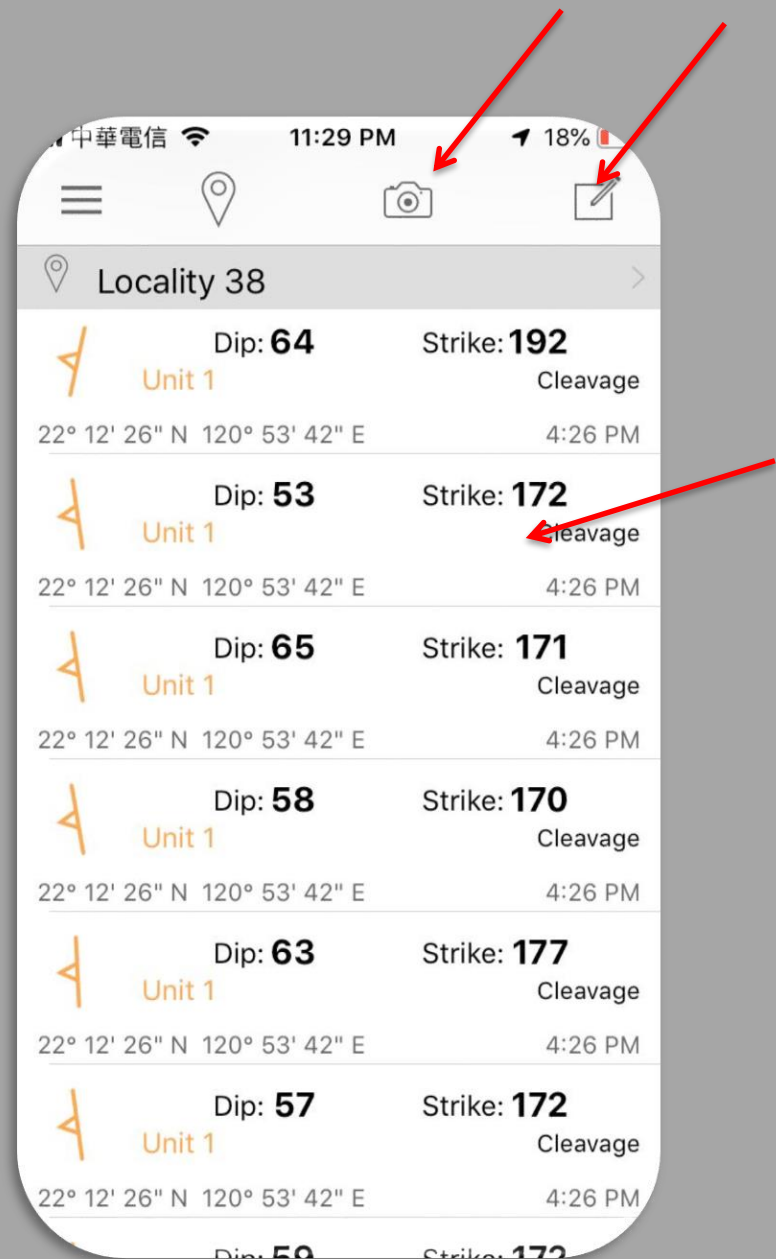 中華電信 11:29 PM 18%
Locality 38
Dip: 64 Strike: 192
Unit 1 Cleavage
22° 12' 26" N 120° 53' 42" E 4:26 PM
Dip: 53 Strike: 172
Unit 1 Cleavage
22° 12' 26" N 120° 53' 42" E 4:26 PM
Dip: 65 Strike: 171
Unit 1 Cleavage
22° 12' 26" N 120° 53' 42" E 4:26 PM
Dip: 58 Strike: 170
Unit 1 Cleavage
22° 12' 26" N 120° 53' 42" E 4:26 PM
Dip: 63 Strike: 177
Unit 1 Cleavage
22° 12' 26" N 120° 53' 42" E 4:26 PM
Dip: 57 Strike: 172
Unit 1 Cleavage
22° 12' 26" N 120° 53' 42" E 4:26 PM
Dip: 59 Strike: 172